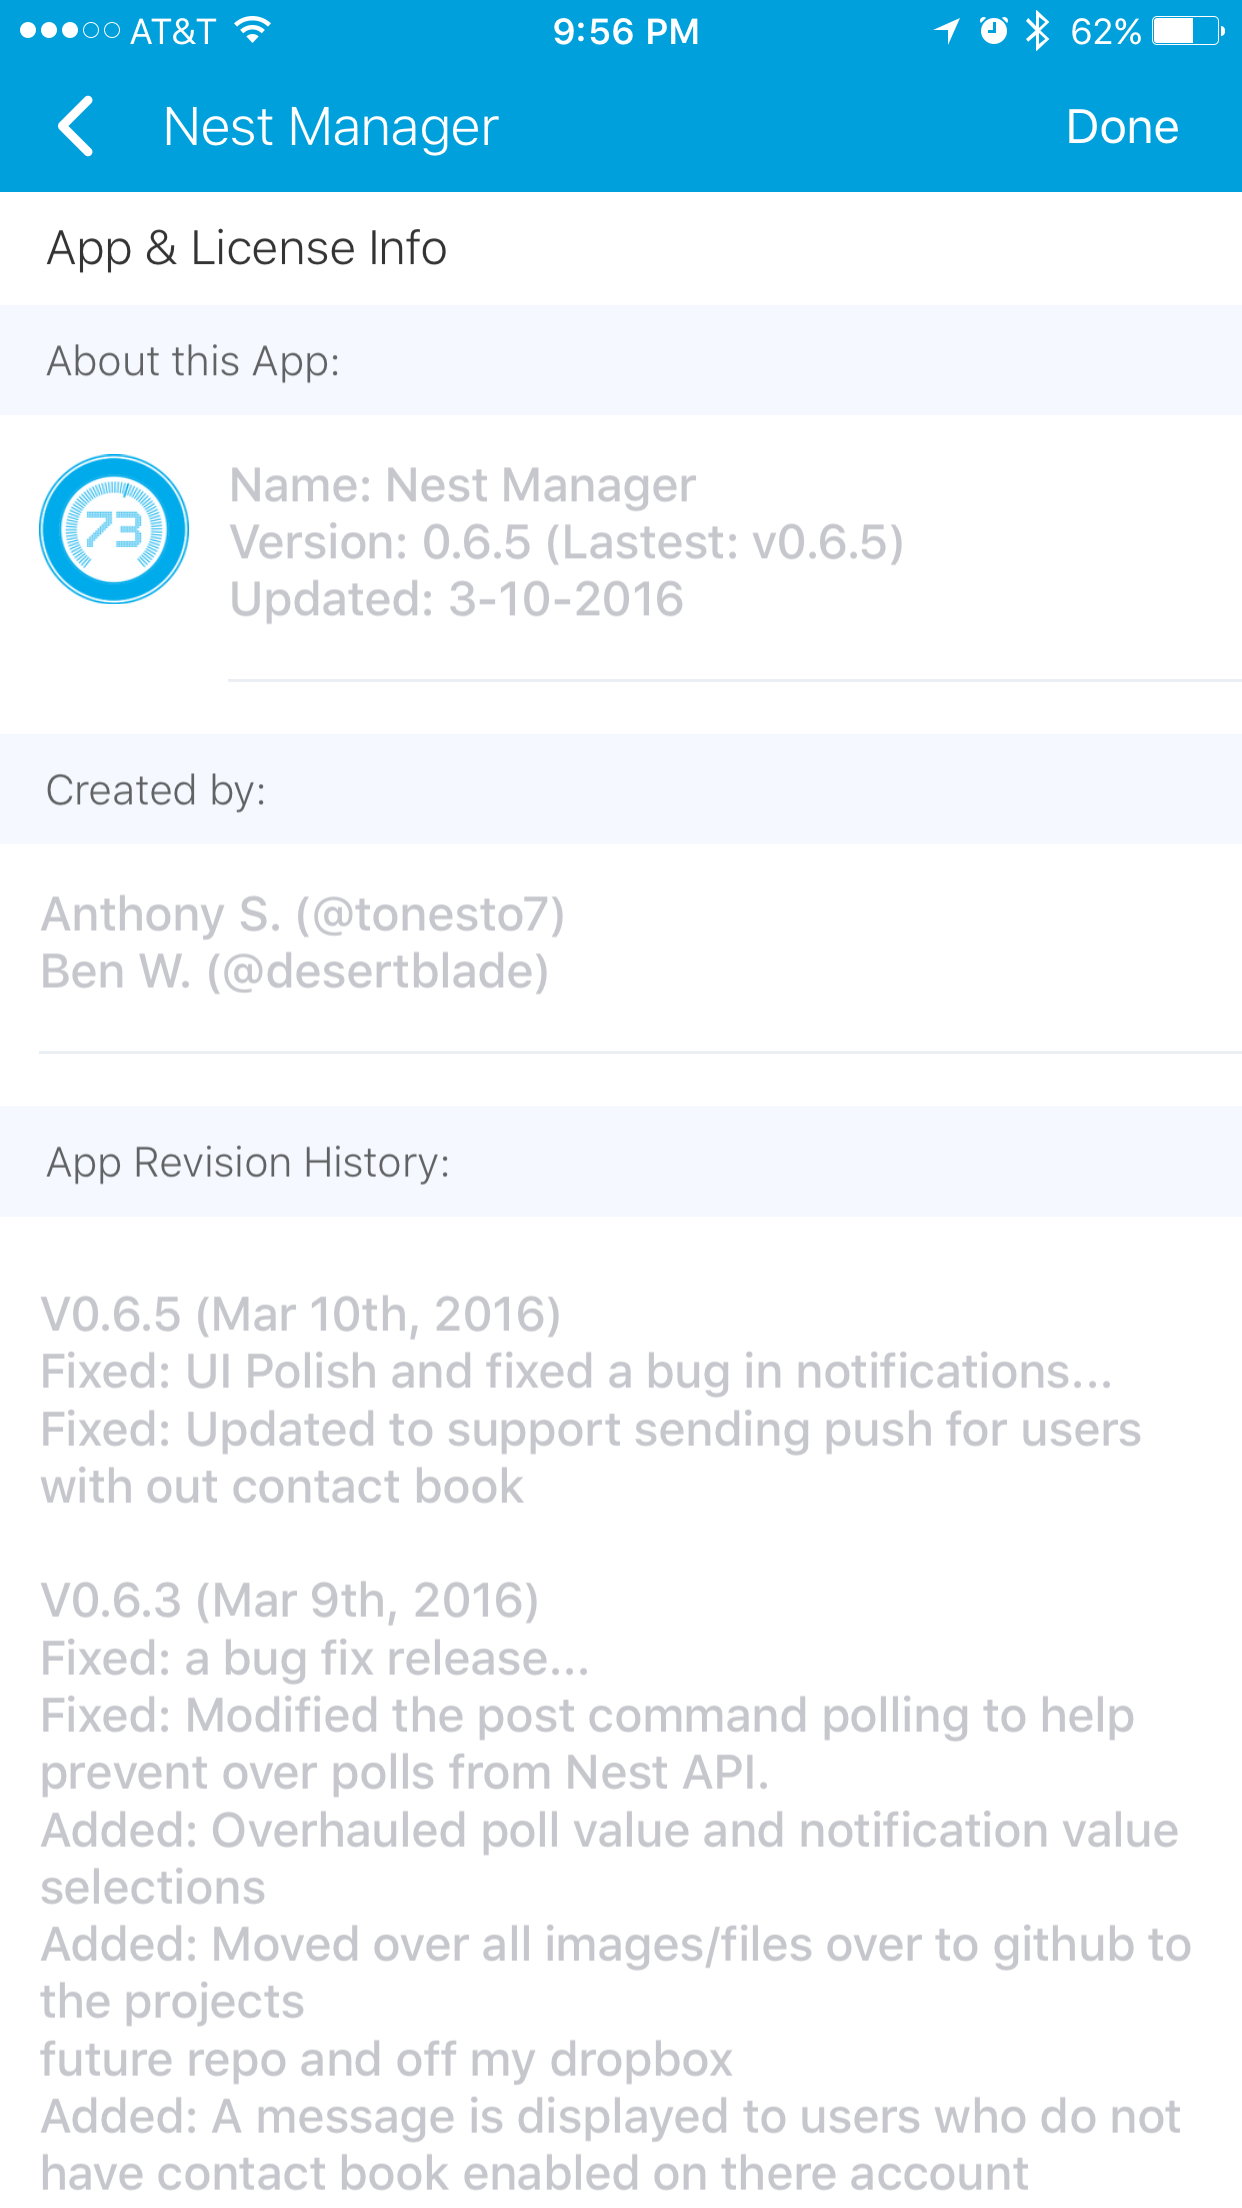 AT&T 9:56 PM 62%
Nest Manager Done
App & License Info
About this App:
73
Name: Nest Manager
Version: 0.6.5 (Lastest: v0.6.5)
Updated: 3-10-2016
Created by:
Anthony S. (@tonesto7)
Ben W. (@desertblade)
App Revision History:
V0.6.5 (Mar 10th, 2016)
Fixed: UI Polish and fixed a bug in notifications...
Fixed: Updated to support sending push for users
with out contact book
V0.6.3 (Mar 9th, 2016)
Fixed: a bug fix release...
Fixed: Modified the post command polling to help
prevent over polls from Nest API.
Added: Overhauled poll value and notification value
selections
Added: Moved over all images/files over to github to
the projects
future repo and off my dropbox
Added: A message is displayed to users who do not
have contact book enabled on there account